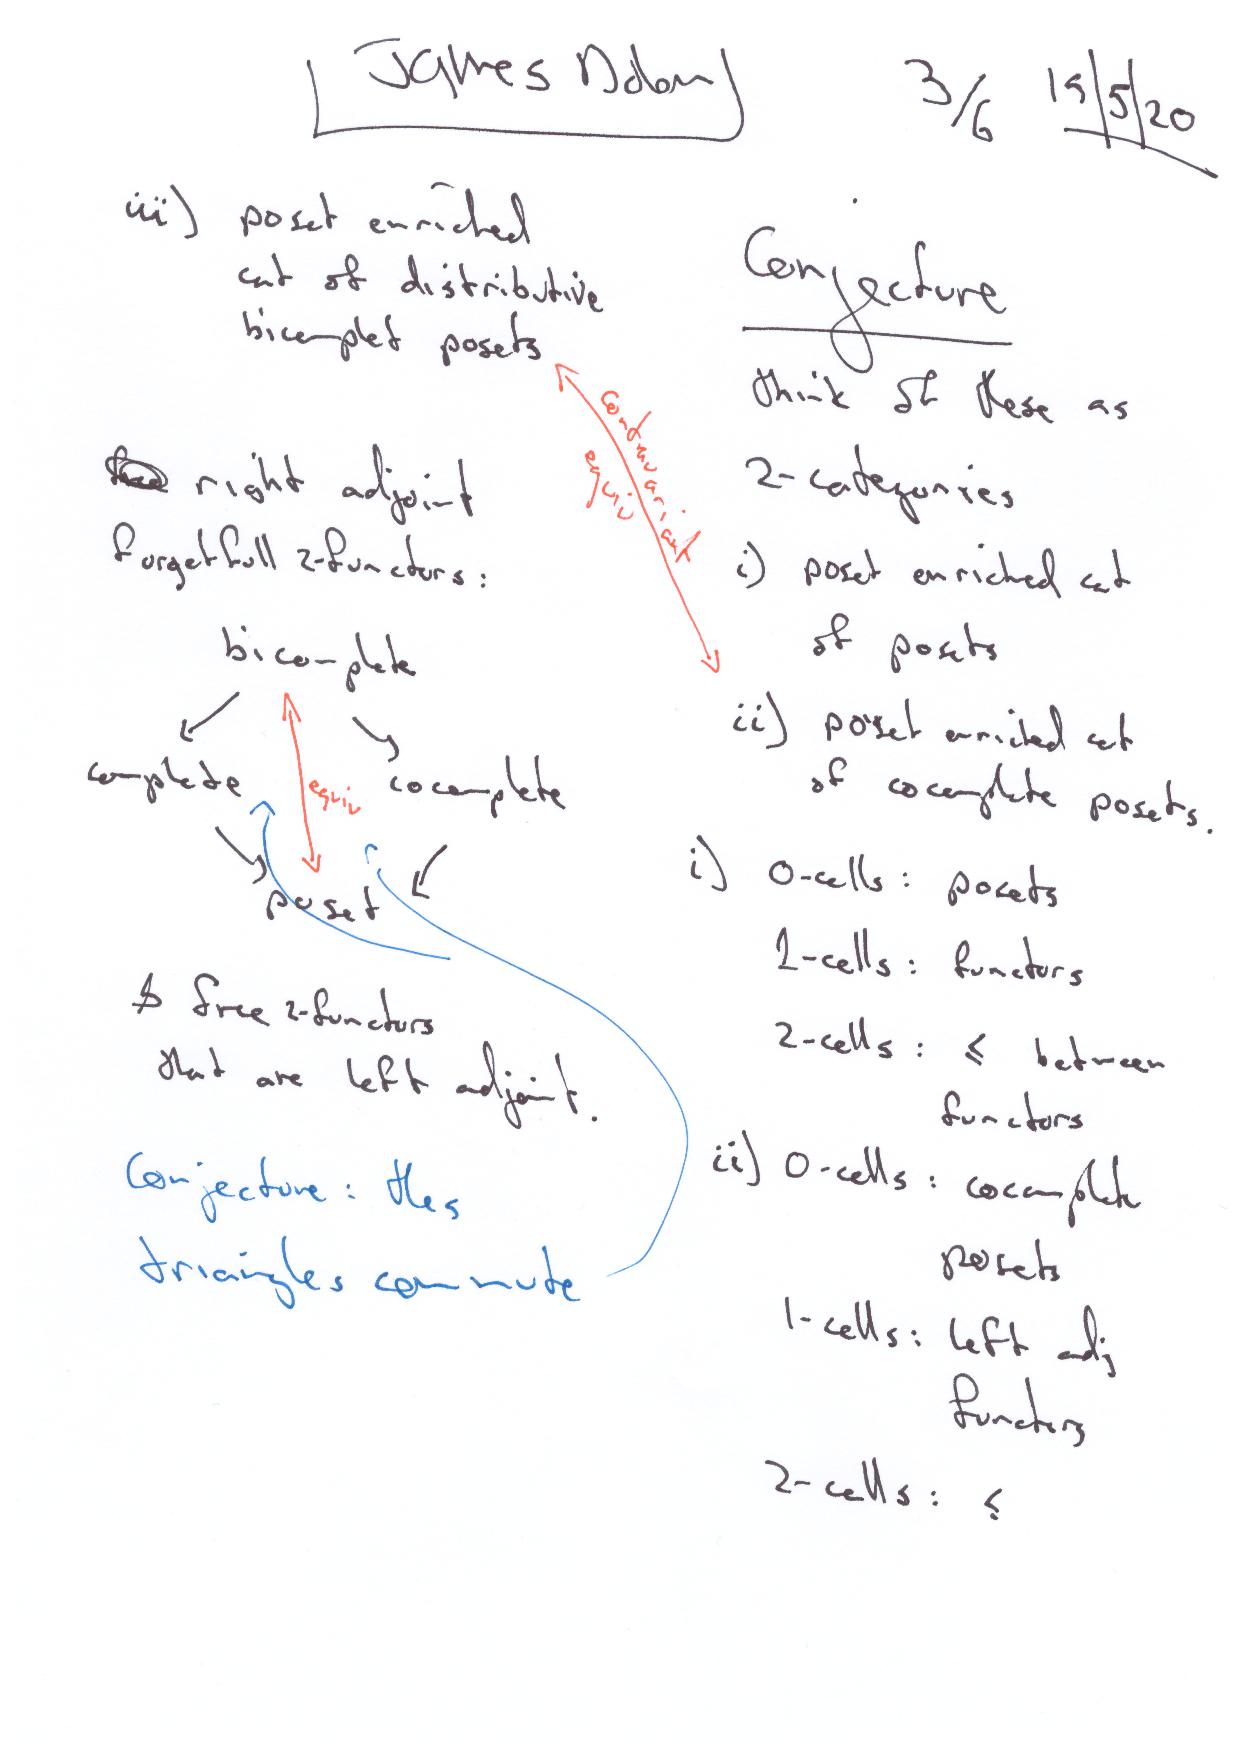 James Dolan
3/6 19/5/20
iii) poset enriched
cat of distributive
bicomplet posets
right adjoint
forgetfull 2-functors:
bicomplete
complete
cocomplete
equiv
poset
& free 2-functors
that are left adjoint.
Conjecture: thes
triangles commute
contravariant
equiv
Conjecture
think of these as
2-categories
i) poset enriched cat
of posets
ii) poset enriched cat
of cocomplete posets.
i) 0-cells: posets
1-cells: functors
2-cells: ≤ between
functors
ii) 0-cells: cocomplete
posets
1-cells: left adj
functors
2-cells: ≤